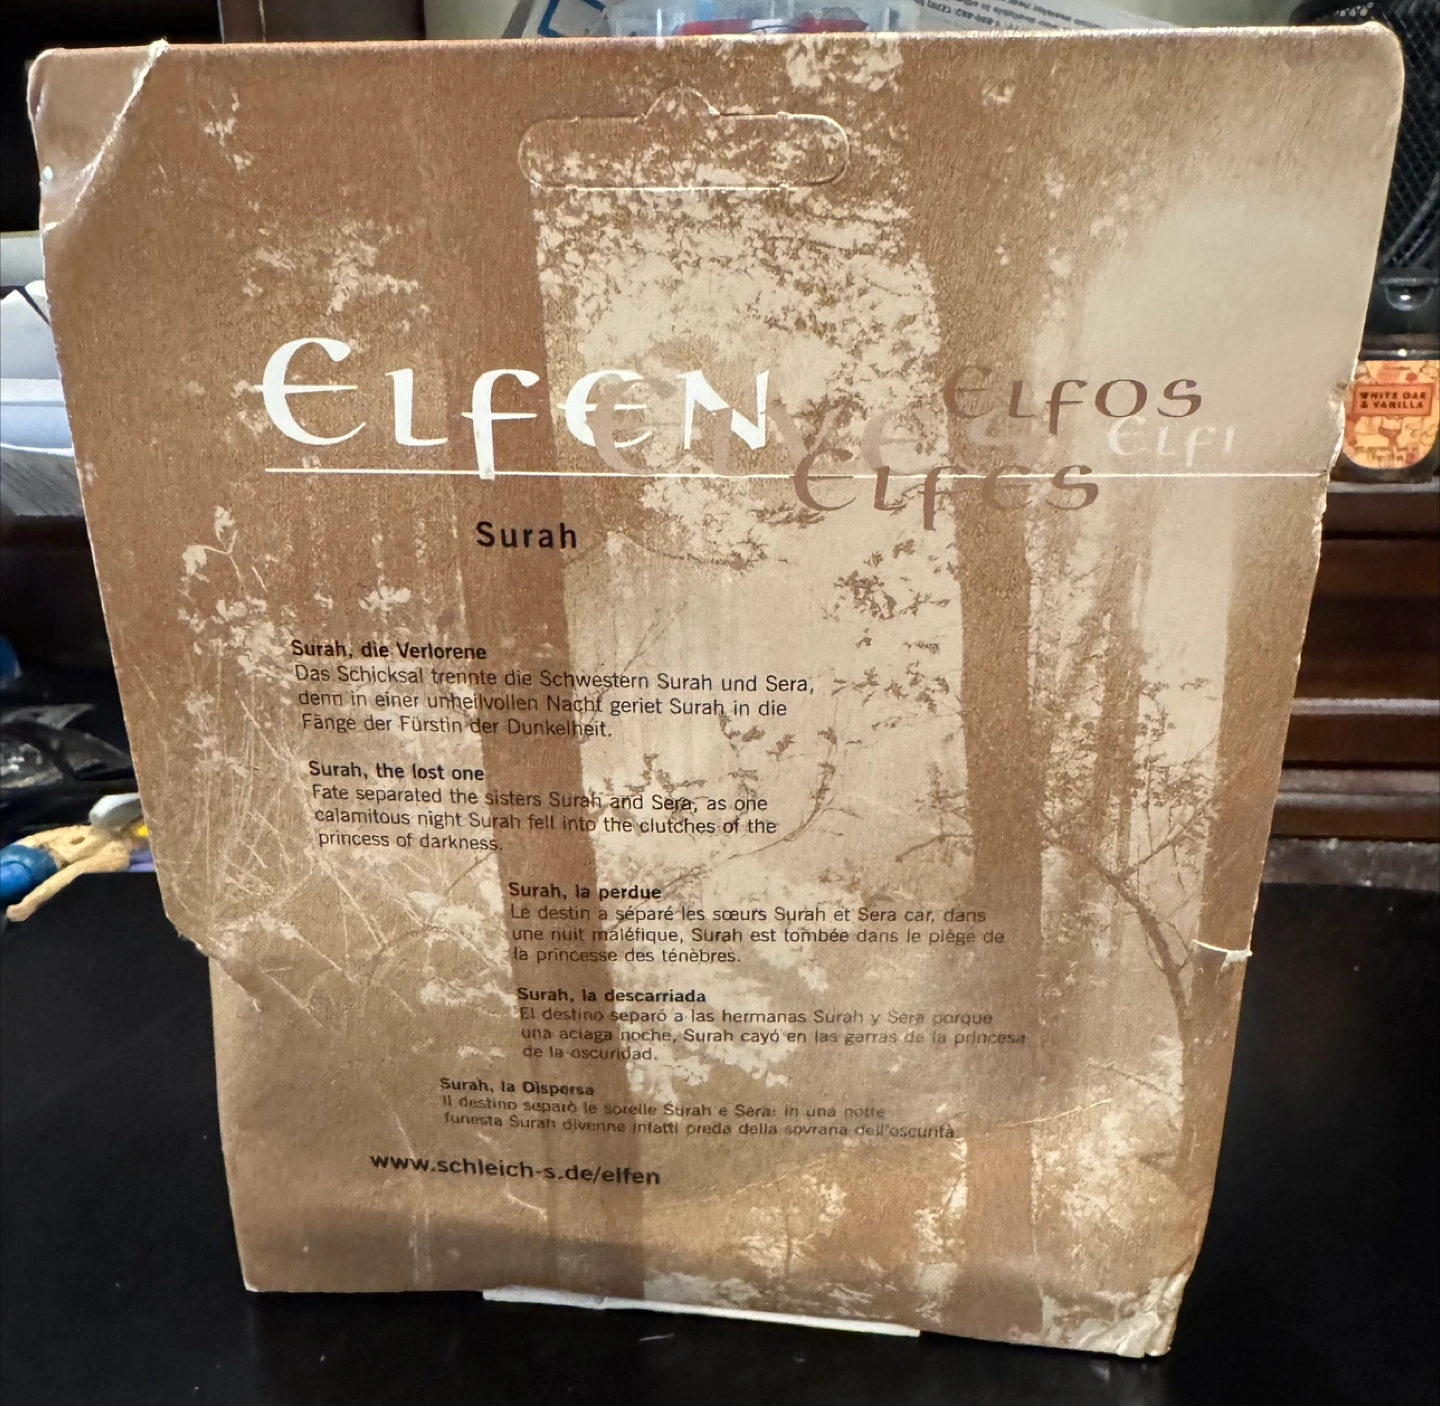 Elfen
Elves
Elfos
Elfi
Elfes
Surah
Surah, die Verlorene
Das Schicksal trennte die Schwestern Surah und Sera,
denn in einer unheilvollen Nacht geriet Surah in die
Fänge der Fürstin der Dunkelheit.
Surah, the lost one
Fate separated the sisters Surah and Sera, as one
calamitous night Surah fell into the clutches of the
princess of darkness.
Surah, la perdue
Le destin a séparé les sœurs Surah et Sera car, dans
une nuit maléfique, Surah est tombée dans le piège de
la princesse des ténèbres.
Surah, la descarriada
El destino separó a las hermanas Surah y Sera porque
una aciaga noche, Surah cayó en las garras de la princesa
de la oscuridad.
Surah, la Dispersa
Il destino separò le sorelle Surah e Sera: in una notte
funesta Surah divenne infatti preda della sovrana dell'oscurità
www.schleich-s.de/elfen
WHITE OAK
& VANILLA